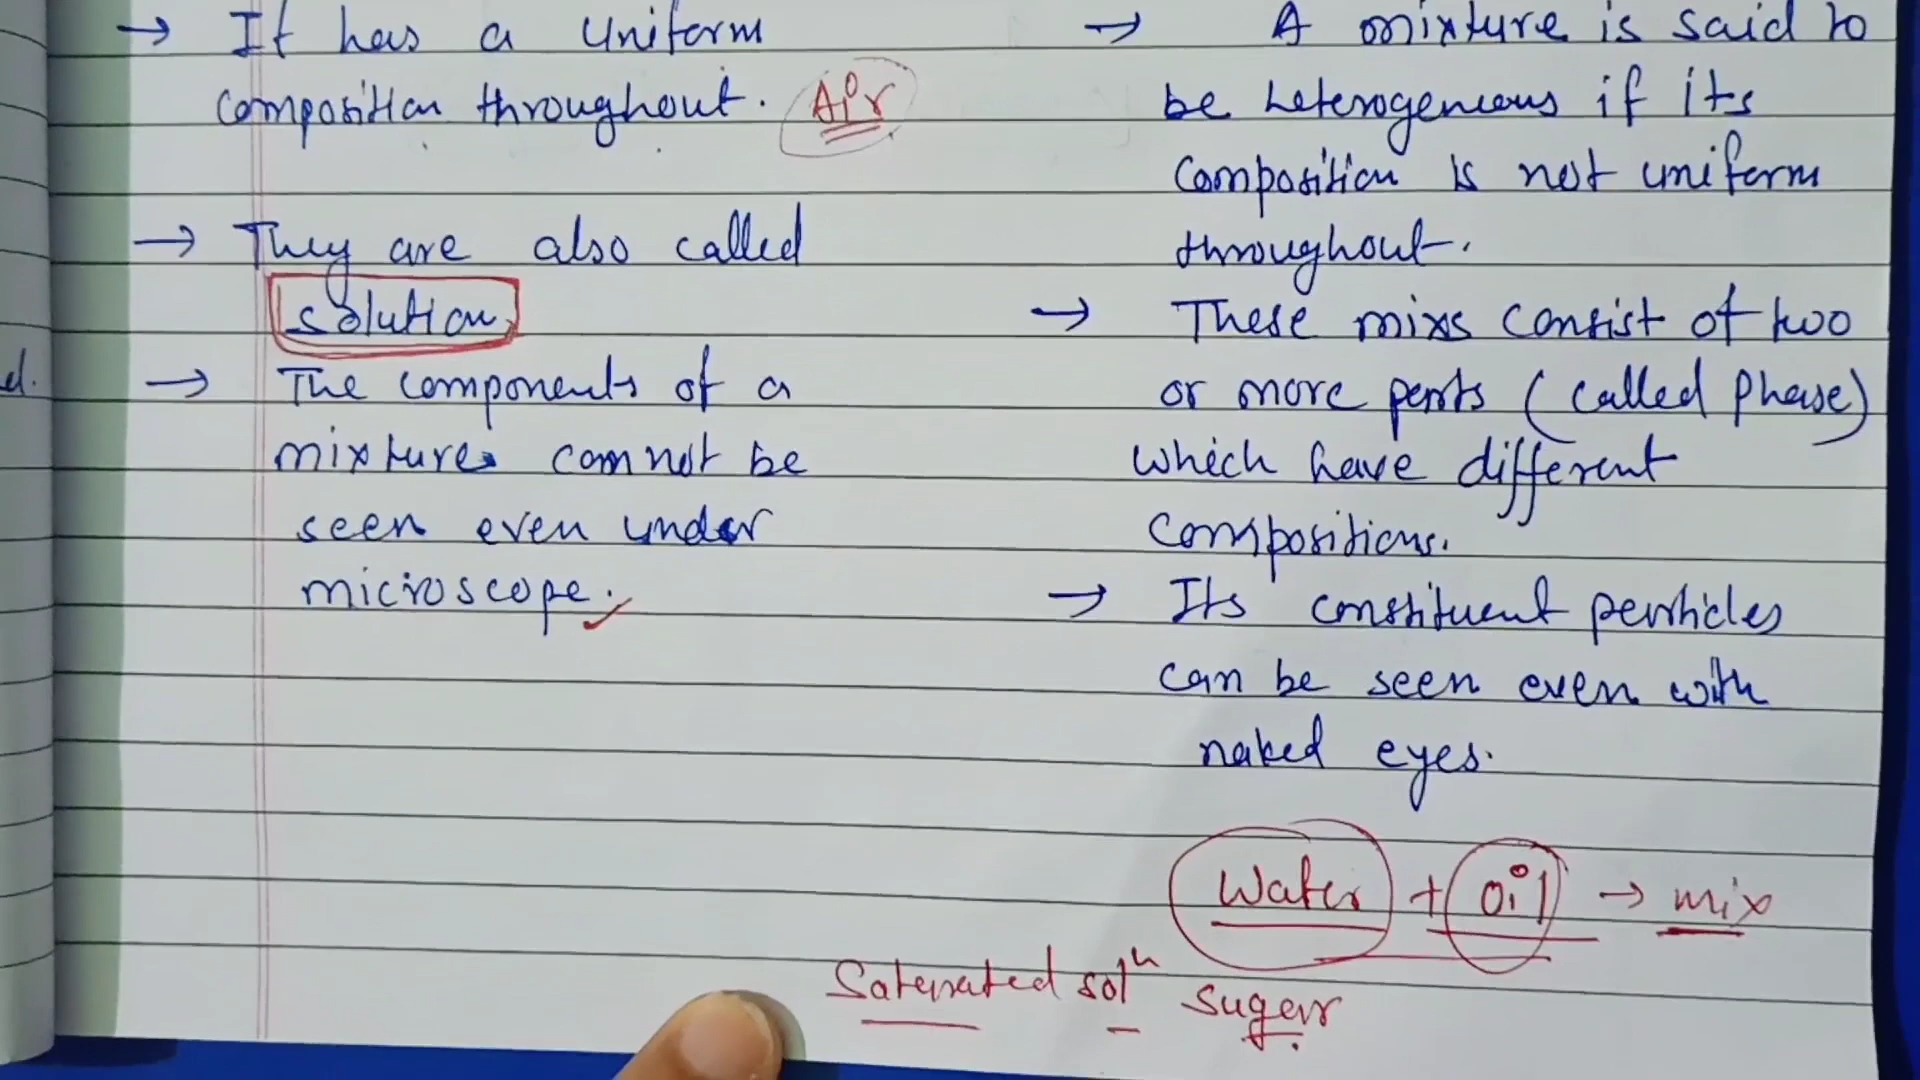 → It has a uniform
composition throughout. Air
→ They are also called
solution.
→ The components of a
mixtures cannot be
seen even under
microscope.
→ A mixture is said to
be heterogeneous if its
composition is not uniform
throughout.
→ These mixs consist of two
or more parts (called phase)
which have different
compositions.
→ Its constituent particles
can be seen even with
naked eyes.
Water + oil → mix
Saturated solⁿ sugar
d.